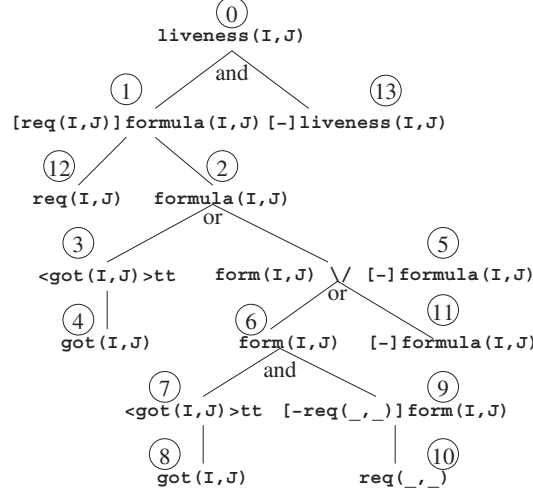 0
liveness(I,J)
and
1 13
[req(I,J)]formula(I,J) [-]liveness(I,J)
12 2
req(I,J) formula(I,J)
or
3 5
<got(I,J)>tt form(I,J) \/ [-]formula(I,J)
or
4 6 11
got(I,J) form(I,J) [-]formula(I,J)
and
7 9
<got(I,J)>tt [-req(_,_)]form(I,J)
8 10
got(I,J) req(_,_)